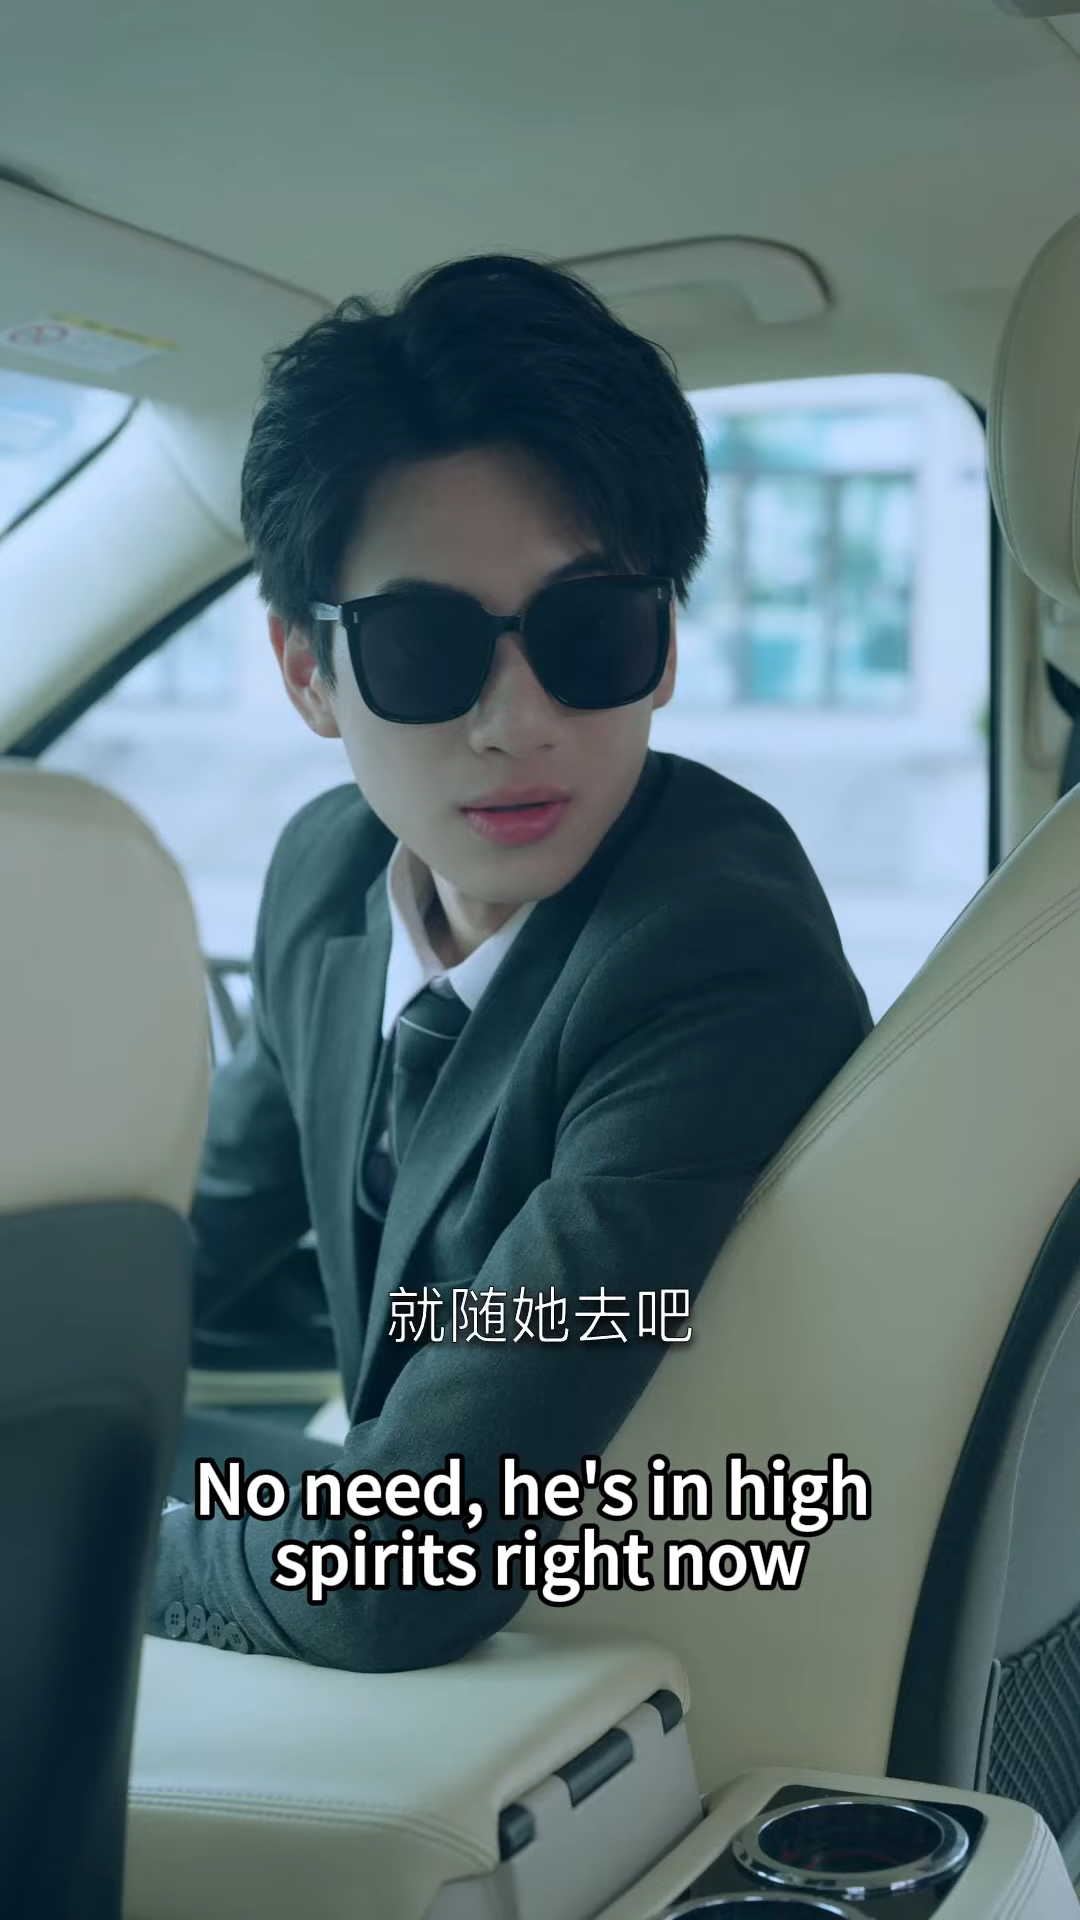 就随她去吧
No need, he's in high
spirits right now